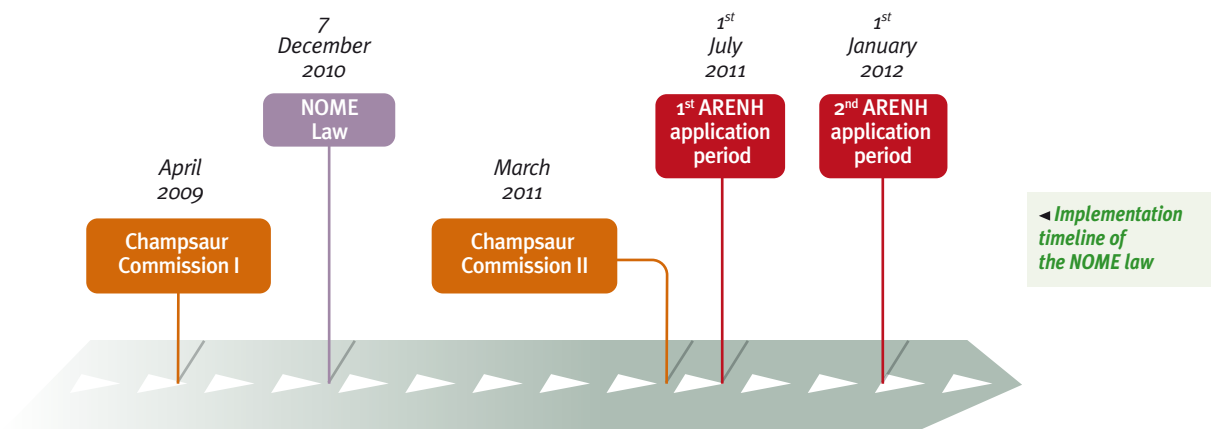 April
2009
Champsaur
Commission I
7
December
2010
NOME
Law
March
2011
Champsaur
Commission II
1st
July
2011
1st ARENH
application
period
1st
January
2012
2nd ARENH
application
period
◄ Implementation
timeline of
the NOME law